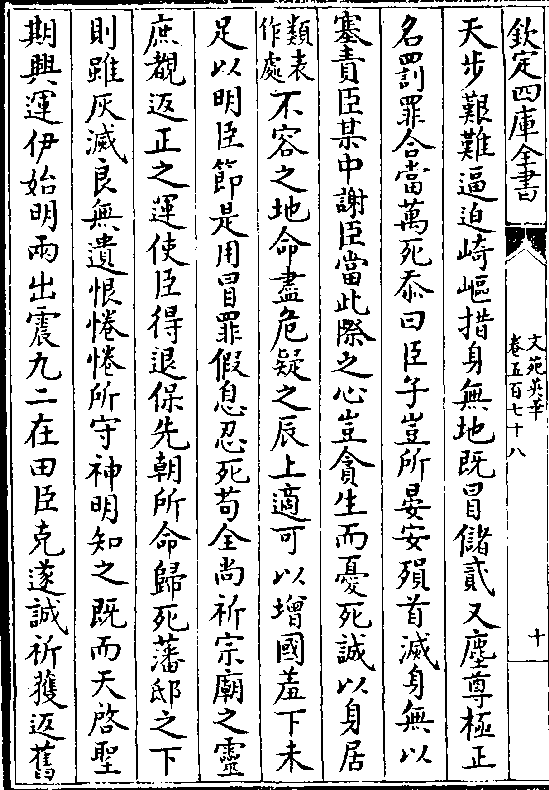 欽定四庫全書
文苑英華
卷五百七十八
十
天步艱難逼迫崎嶇措身無地既冒儲貳又塵尊極正
名罰罪合當萬死忝曰臣子豈所晏安殞首滅身無以
塞責臣某中謝臣當此際之心豈貪生而憂死誠以身居
類表作處不容之地命盡危疑之辰上適可以增國羞下未
足以明臣節是用冒罪假息忍死苟全尚祈宗廟之靈
庶覩返正之運使臣得退保先朝所命歸死藩邸之下
則雖灰滅良無遺恨惓惓所守神明知之既而天啓聖
期興運伊始明兩出震九二在田臣克遂誠祈獲返舊